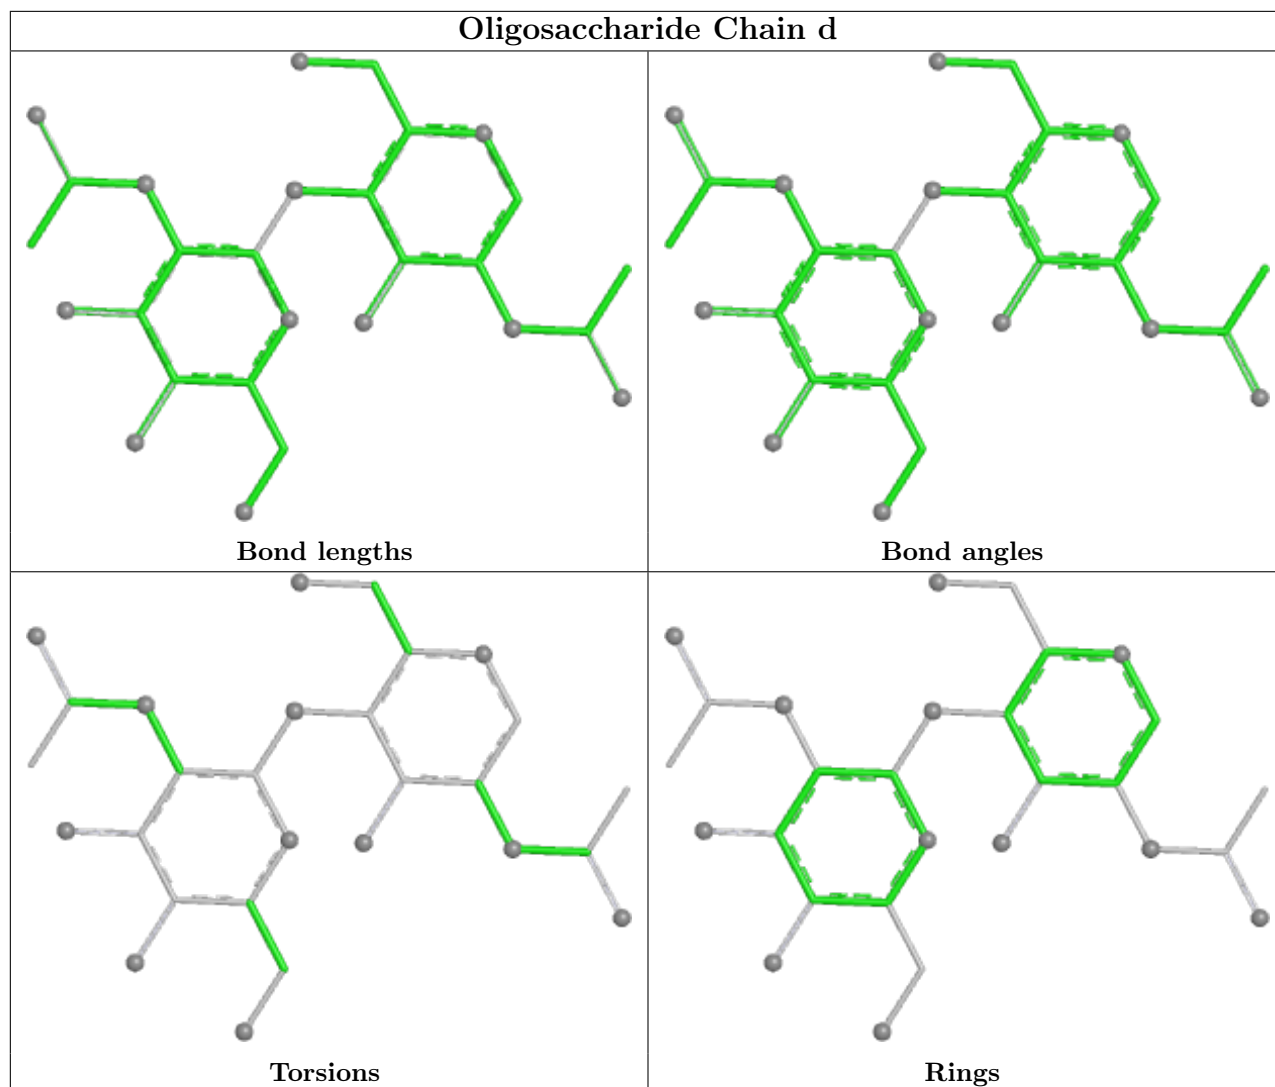 Oligosaccharide Chain d
Bond lengths
Bond angles
Torsions
Rings